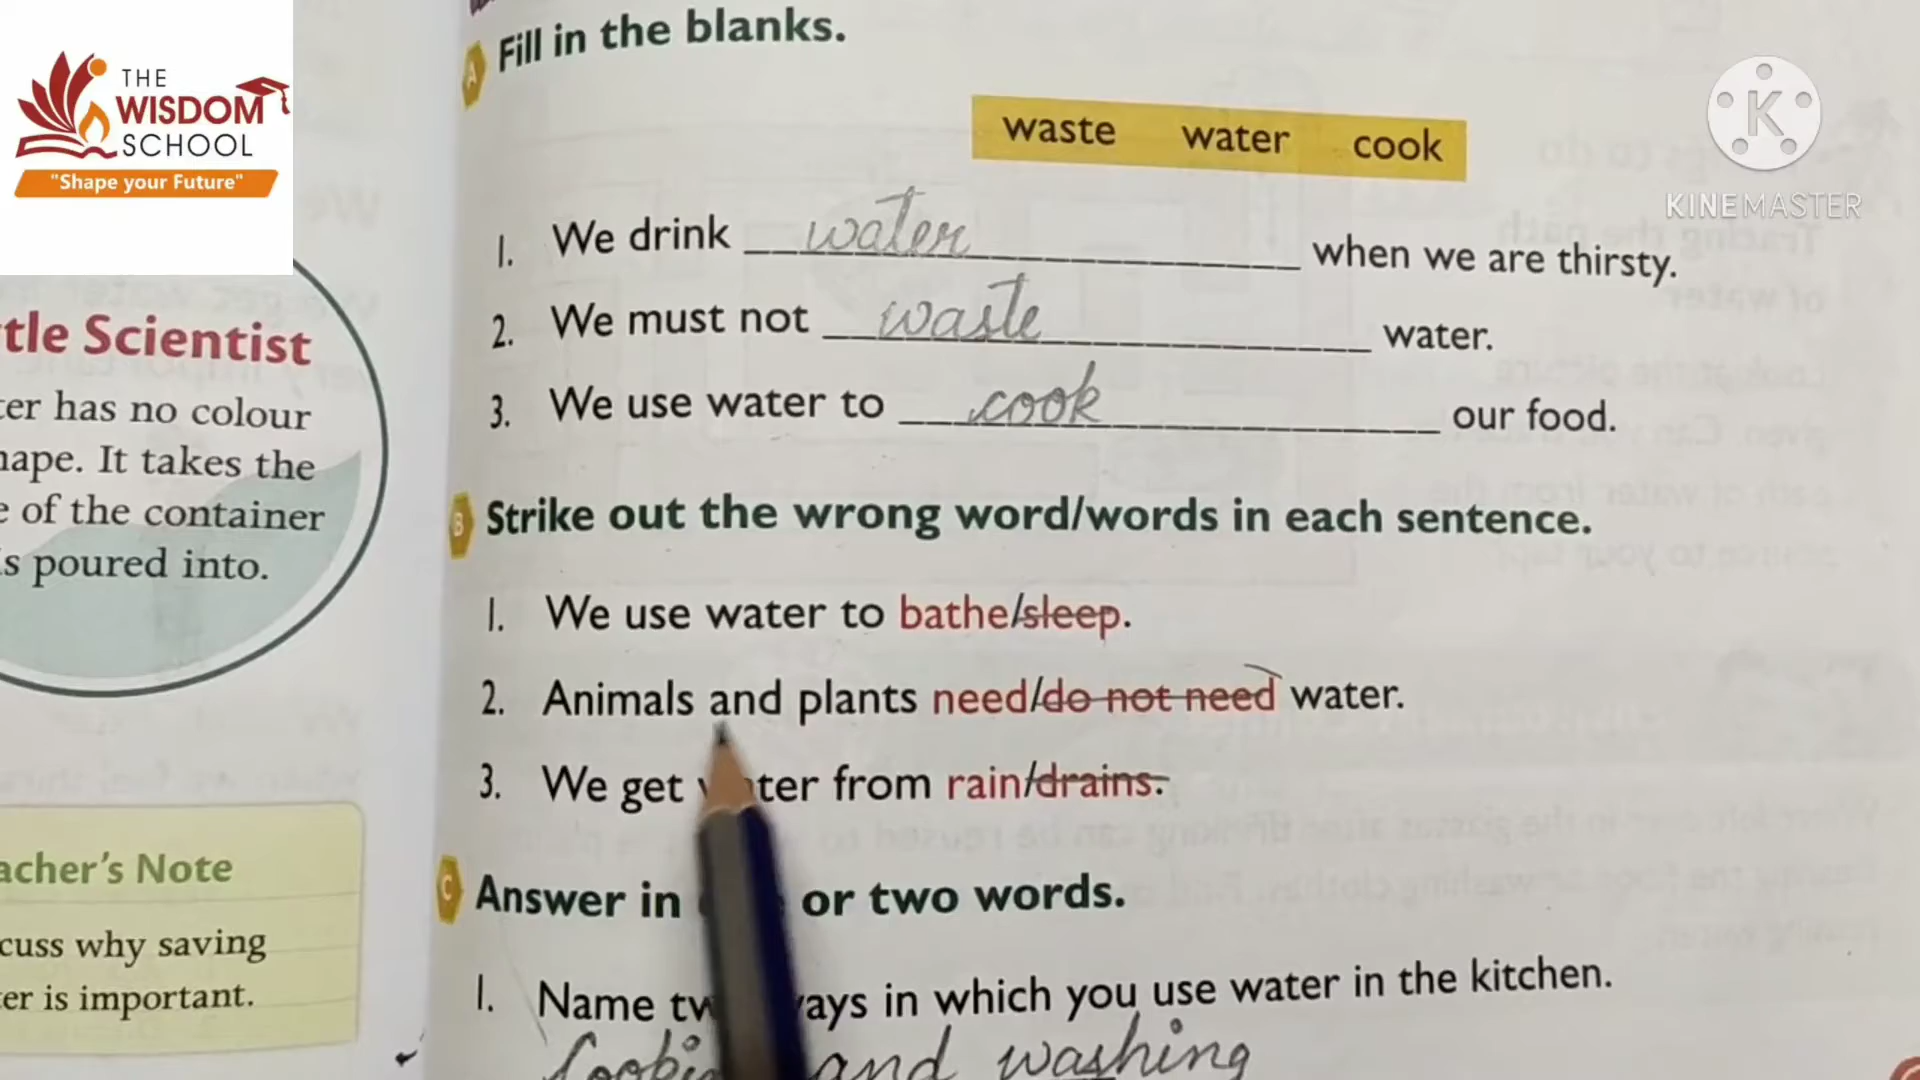 THE
WISDOM
SCHOOL
"Shape your Future"
KINEMASTER
tle Scientist
er has no colour
ape. It takes the
e of the container
s poured into.
acher's Note
cuss why saving
er is important.
A Fill in the blanks.
waste water cook
1. We drink water when we are thirsty.
2. We must not waste water.
3. We use water to cook our food.
B Strike out the wrong word/words in each sentence.
1. We use water to bathe/sleep.
2. Animals and plants need/do not need water.
3. We get ter from rain/drains.
C Answer in or two words.
1. Name tw ays in which you use water in the kitchen.
and washing